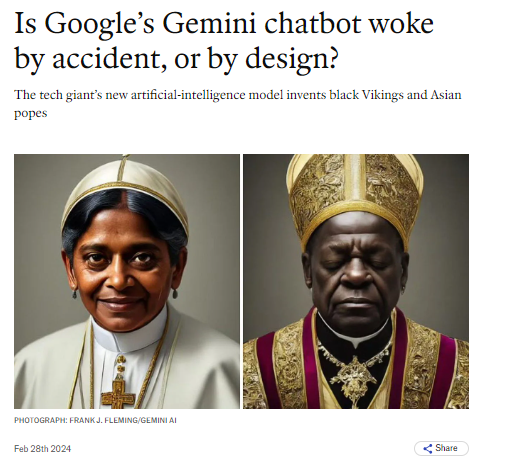 Is Google’s Gemini chatbot woke
by accident, or by design?
The tech giant’s new artificial-intelligence model invents black Vikings and Asian
popes
PHOTOGRAPH: FRANK J. FLEMING/GEMINI AI
Feb 28th 2024
Share